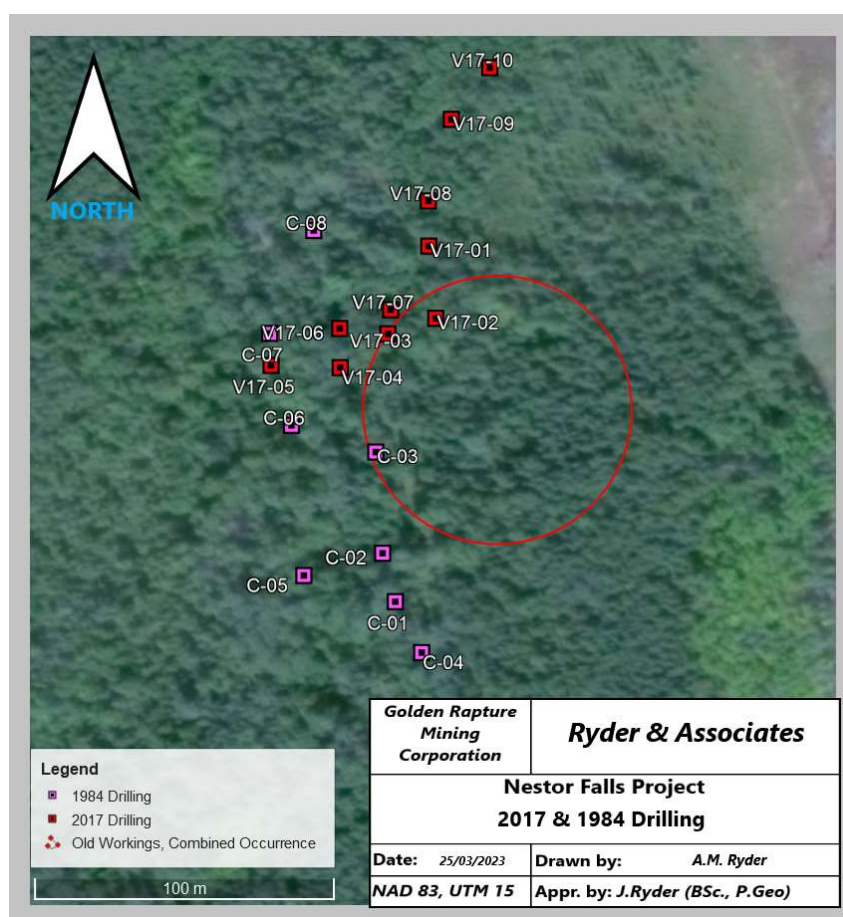 V17-10
V17-09
V17-08
NORTH
C-08
V17-01
V17-07
V17-02
V17-06
V17-03
C-07
V17-04
V17-05
C-06
C-03
C-02
C-05
C-01
C-04
Golden Rapture
Mining
Corporation
Ryder & Associates
Nestor Falls Project
2017 & 1984 Drilling
Date: 25/03/2023
Drawn by: A.M. Ryder
NAD 83, UTM 15
Appr. by: J.Ryder (BSc., P.Geo)
Legend
1984 Drilling
2017 Drilling
Old Workings, Combined Occurrence
100 m